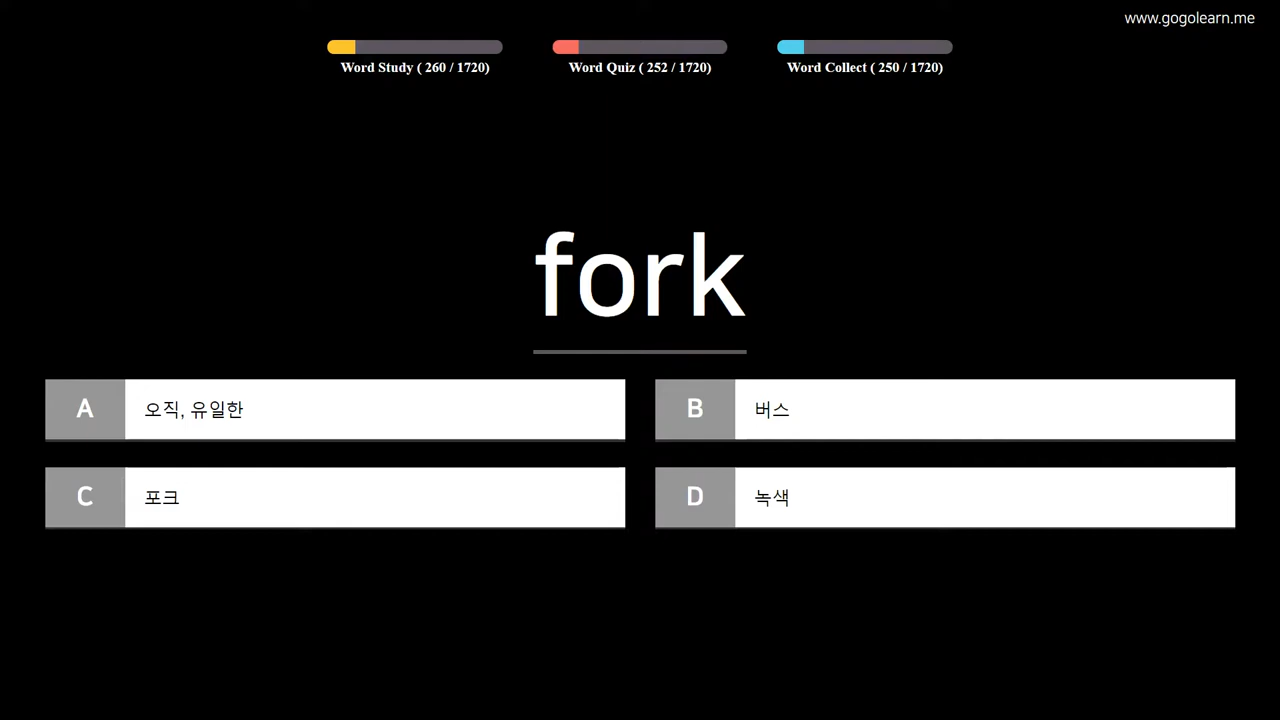 www.gogolearn.me
Word Study ( 260 / 1720)
Word Quiz ( 252 / 1720)
Word Collect ( 250 / 1720)
fork
A 오직, 유일한
B 버스
C 포크
D 녹색